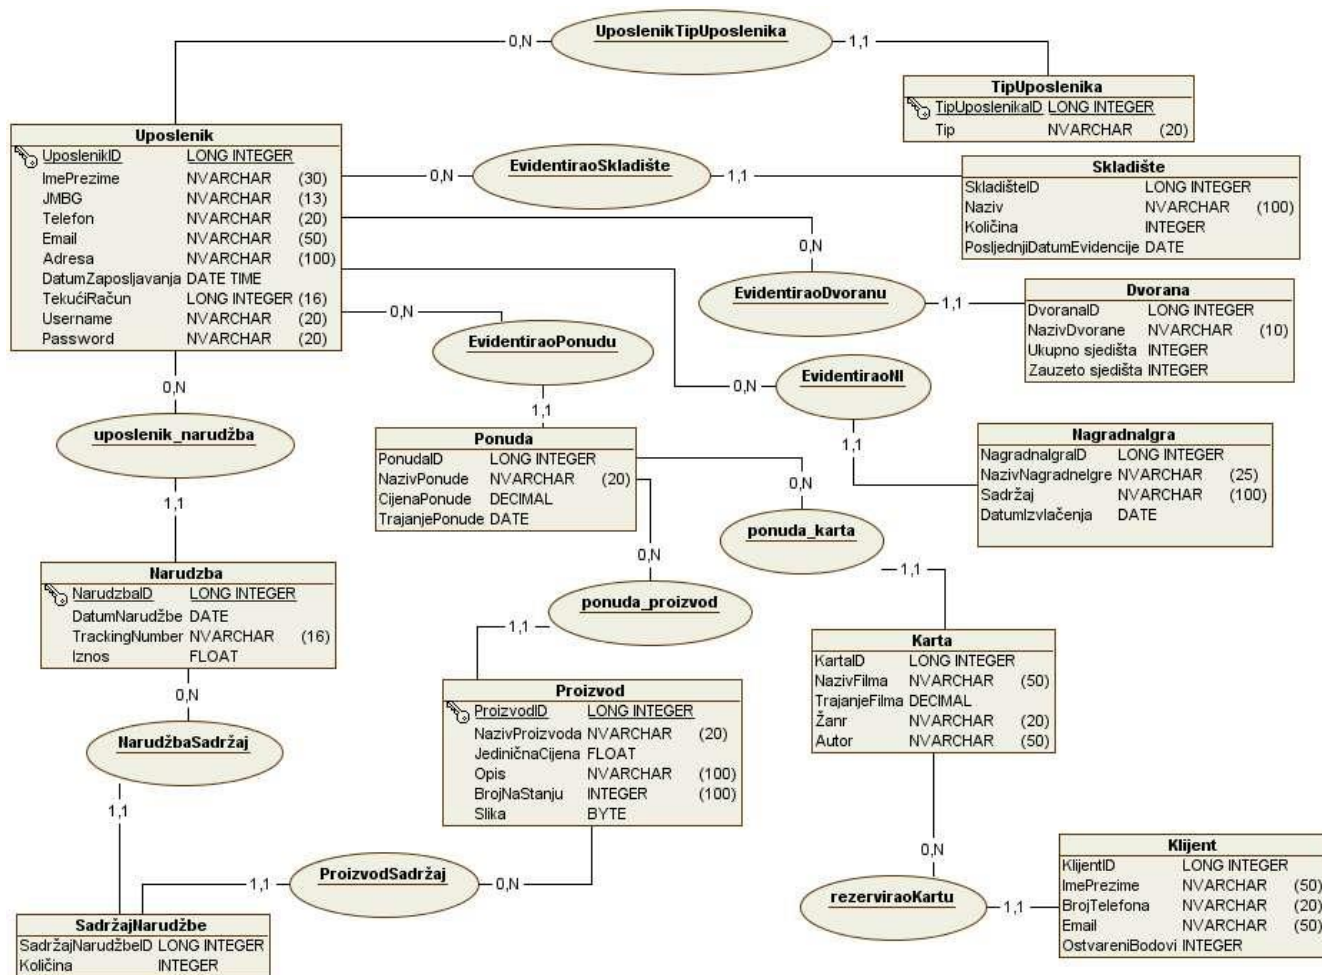 UposlenikTipUposlenika
0,N
1,1
TipUposlenika
TipUposlenikaID LONG INTEGER
Tip NVARCHAR (20)
Uposlenik
UposlenikID LONG INTEGER
ImePrezime NVARCHAR (30)
JMBG NVARCHAR (13)
Telefon NVARCHAR (20)
Email NVARCHAR (50)
Adresa NVARCHAR (100)
DatumZaposljavanja DATE TIME
TekućiRačun LONG INTEGER (16)
Username NVARCHAR (20)
Password NVARCHAR (20)
0,N
EvidentiraoSkladište
1,1
Skladište
SkladišteID LONG INTEGER
Naziv NVARCHAR (100)
Količina INTEGER
PosljednjiDatumEvidencije DATE
0,N
EvidentiraoDvoranu
1,1
Dvorana
DvoranaID LONG INTEGER
NazivDvorane NVARCHAR (10)
Ukupno sjedišta INTEGER
Zauzeto sjedišta INTEGER
0,N
EvidentiraoPonudu
1,1
0,N
EvidentiraoNI
1,1
0,N
uposlenik_narudžba
1,1
Ponuda
PonudaID LONG INTEGER
NazivPonude NVARCHAR (20)
CijenaPonude DECIMAL
TrajanjePonude DATE
NagradnaIgra
NagradnaIgraID LONG INTEGER
NazivNagradneIgre NVARCHAR (25)
Sadržaj NVARCHAR (100)
DatumIzvlačenja DATE
0,N
ponuda_karta
1,1
0,N
ponuda_proizvod
1,1
Narudzba
NarudzbaID LONG INTEGER
DatumNarudžbe DATE
TrackingNumber NVARCHAR (16)
Iznos FLOAT
0,N
NarudžbaSadržaj
1,1
Karta
KartaID LONG INTEGER
NazivFilma NVARCHAR (50)
TrajanjeFilma DECIMAL
Žanr NVARCHAR (20)
Autor NVARCHAR (50)
Proizvod
ProizvodID LONG INTEGER
NazivProizvoda NVARCHAR (20)
JediničnaCijena FLOAT
Opis NVARCHAR (100)
BrojNaStanju INTEGER (100)
Slika BYTE
1,1
ProizvodSadržaj
0,N
0,N
rezerviraoKartu
1,1
Klijent
KlijentID LONG INTEGER
ImePrezime NVARCHAR (50)
BrojTelefona NVARCHAR (20)
Email NVARCHAR (50)
OstvareniBodovi INTEGER
SadržajNarudžbe
SadržajNarudžbeID LONG INTEGER
Količina INTEGER